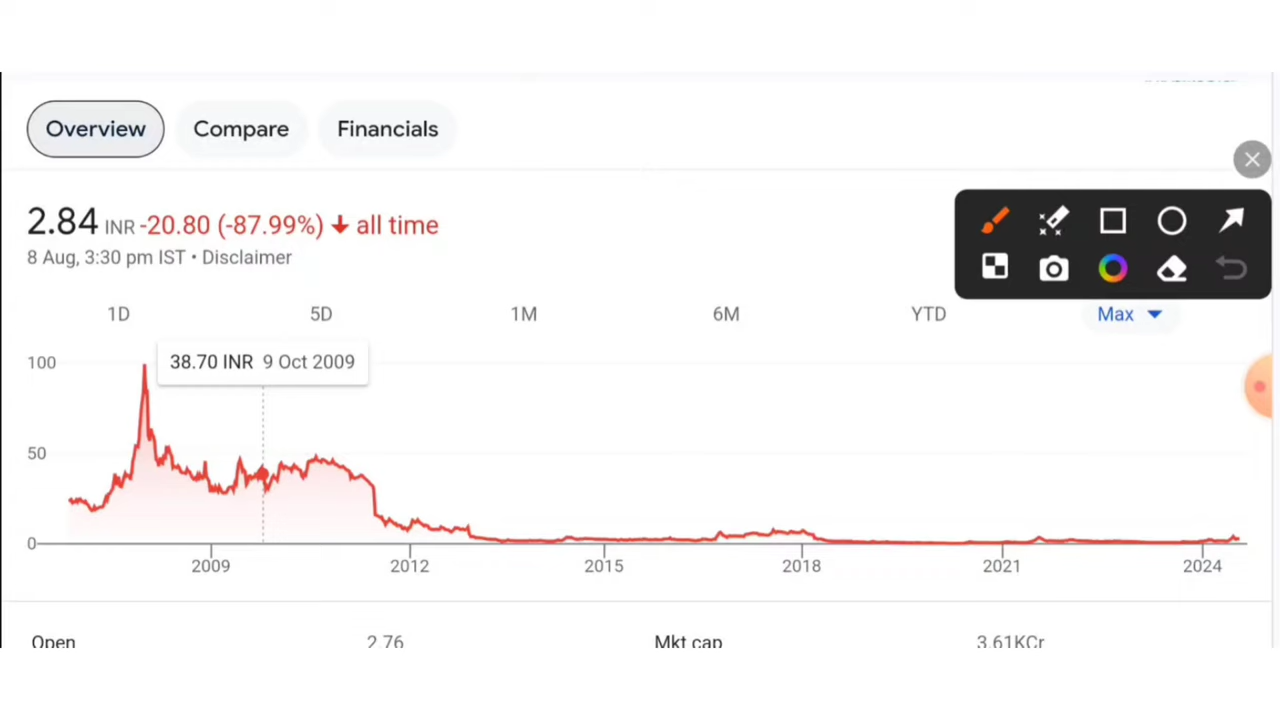 Overview Compare Financials
2.84 INR -20.80 (-87.99%) ↓ all time
8 Aug, 3:30 pm IST • Disclaimer
1D 5D 1M 6M YTD Max
38.70 INR 9 Oct 2009
100
50
0
2009 2012 2015 2018 2021 2024
Open 2.76 Mkt cap 3.61KCr